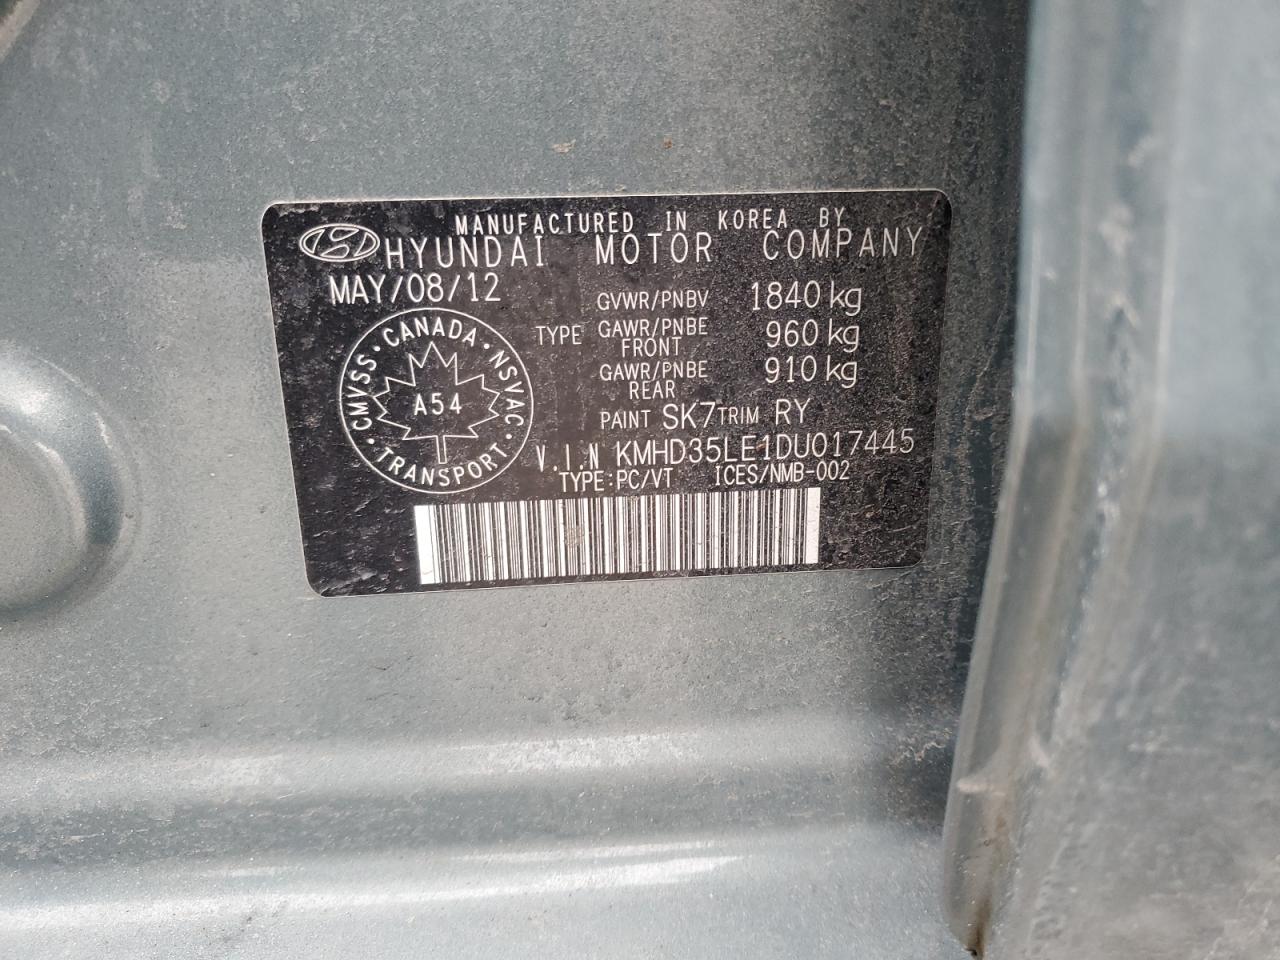 MANUFACTURED IN KOREA BY
HYUNDAI MOTOR COMPANY
MAY/08/12
GVWR/PNBV 1840 kg
TYPE GAWR/PNBE FRONT 960 kg
GAWR/PNBE REAR 910 kg
CMVSS · CANADA · NSVAC · TRANSPORT ·
A54
PAINT SK7 TRIM RY
V.I.N KMHD35LE1DU017445
TYPE:PC/VT ICES/NMB-002